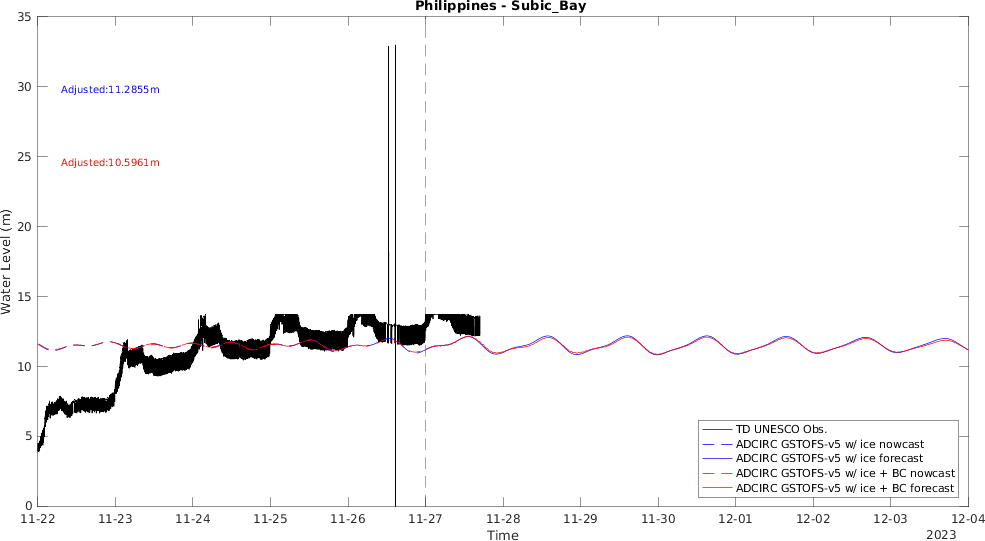 Philippines - Subic_Bay
35
30
25
20
15
10
5
0
Water Level (m)
Adjusted:11.2855m
Adjusted:10.5961m
TD UNESCO Obs.
ADCIRC GSTOFS-v5 w/ ice nowcast
ADCIRC GSTOFS-v5 w/ ice forecast
ADCIRC GSTOFS-v5 w/ ice + BC nowcast
ADCIRC GSTOFS-v5 w/ ice + BC forecast
11-22 11-23 11-24 11-25 11-26 11-27 11-28 11-29 11-30 12-01 12-02 12-03 12-04
Time
2023